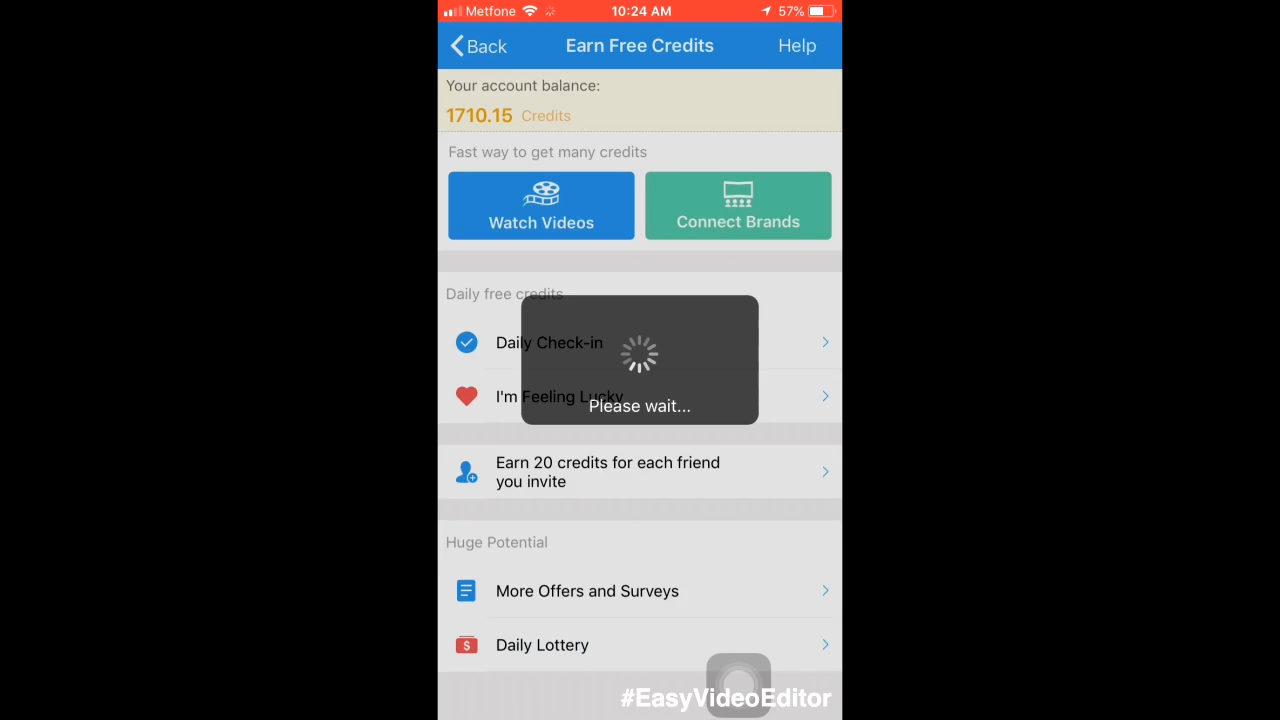 Metfone 10:24 AM 57%
Back Earn Free Credits Help
Your account balance:
1710.15 Credits
Fast way to get many credits
Watch Videos Connect Brands
Daily free credits
Daily Check-in
I'm Feeling Lucky
Please wait...
Earn 20 credits for each friend
you invite
Huge Potential
More Offers and Surveys
$ Daily Lottery
#EasyVideoEditor